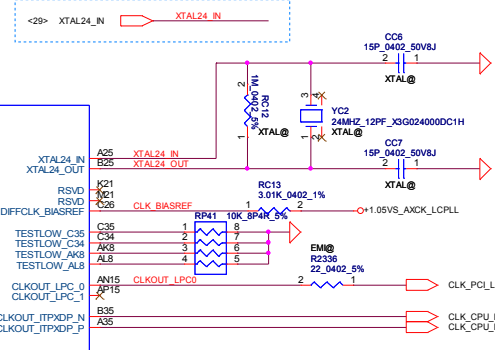 <29> XTAL24_IN XTAL24_IN
CC6
15P_0402_50V8J
2 1
XTAL@
2 1M_0402_5% RC12 1
XTAL@
3 4
YC2
24MHZ_12PF_X3G024000DC1H
1 2
XTAL@
CC7
15P_0402_50V8J
2 1
XTAL@
XTAL24_IN A25 XTAL24_IN
XTAL24_OUT B25 XTAL24_OUT
RSVD K21
RSVD M21
DIFFCLK_BIASREF C26 CLK_BIASREF
RC13
1 2
3.01K_0402_1%
+1.05VS_AXCK_LCPLL
RP41 10K_8P4R_5%
TESTLOW_C35 C35 1 8
TESTLOW_C34 C34 2 7
TESTLOW_AK8 AK8 3 6
TESTLOW_AL8 AL8 4 5
EMI@
R2336
CLKOUT_LPC_0 AN15 CLKOUT_LPC0 2 1 CLK_PCI_L
22_0402_5%
CLKOUT_LPC_1 AP15
CLKOUT_ITPXDP_N B35 CLK_CPU_
CLKOUT_ITPXDP_P A35 CLK_CPU_